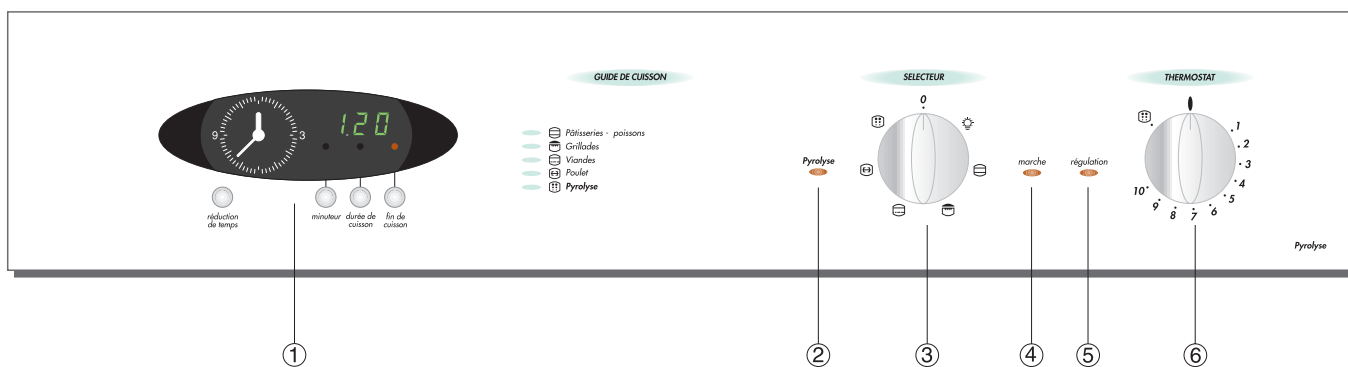 GUIDE DE CUISSON
SELECTEUR
THERMOSTAT
9
3
1.20
réduction
de temps
minuteur
durée de
cuisson
fin de
cuisson
Pâtisseries - poissons
Grillades
Viandes
Poulet
Pyrolyse
Pyrolyse
0
marche
régulation
1
2
3
4
5
6
7
8
9
10
Pyrolyse
1
2
3
4
5
6